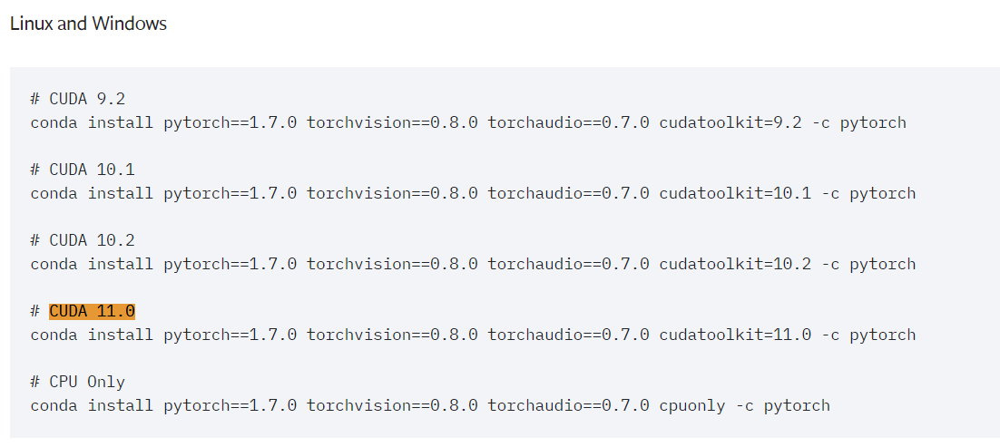 Linux and Windows
# CUDA 9.2
conda install pytorch==1.7.0 torchvision==0.8.0 torchaudio==0.7.0 cudatoolkit=9.2 -c pytorch
# CUDA 10.1
conda install pytorch==1.7.0 torchvision==0.8.0 torchaudio==0.7.0 cudatoolkit=10.1 -c pytorch
# CUDA 10.2
conda install pytorch==1.7.0 torchvision==0.8.0 torchaudio==0.7.0 cudatoolkit=10.2 -c pytorch
# CUDA 11.0
conda install pytorch==1.7.0 torchvision==0.8.0 torchaudio==0.7.0 cudatoolkit=11.0 -c pytorch
# CPU Only
conda install pytorch==1.7.0 torchvision==0.8.0 torchaudio==0.7.0 cpuonly -c pytorch